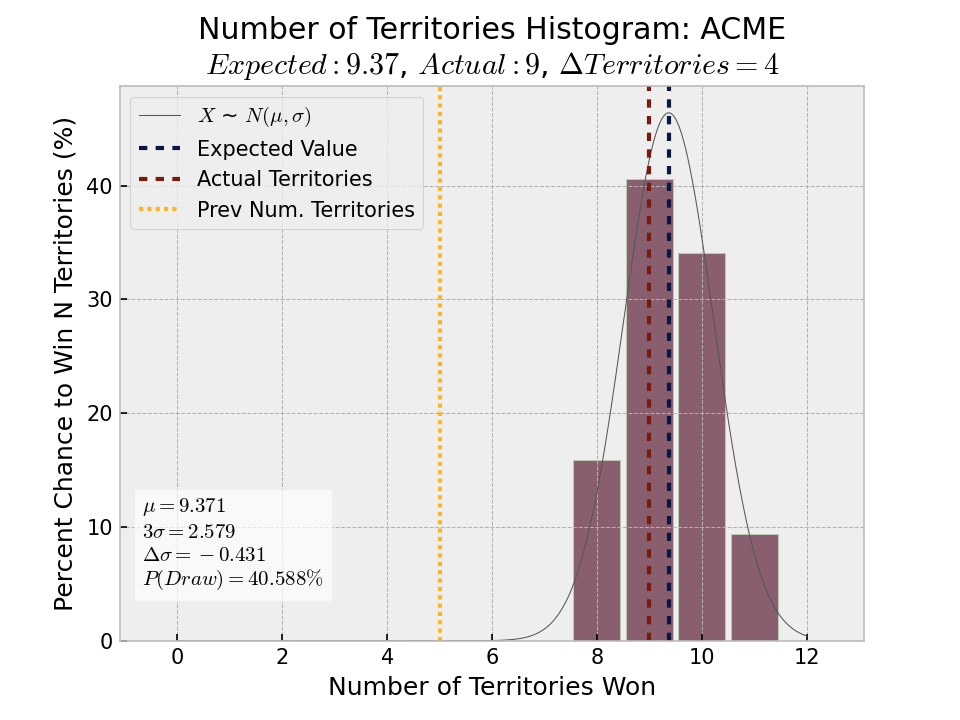 Number of Territories Histogram: ACME
Expected : 9.37, Actual : 9, ΔTerritories = 4
X ~ N(μ, σ)
Expected Value
Actual Territories
Prev Num. Territories
Percent Chance to Win N Territories (%)
40
30
20
10
0
μ = 9.371
3σ = 2.579
Δσ = −0.431
P(Draw) = 40.588%
0 2 4 6 8 10 12
Number of Territories Won